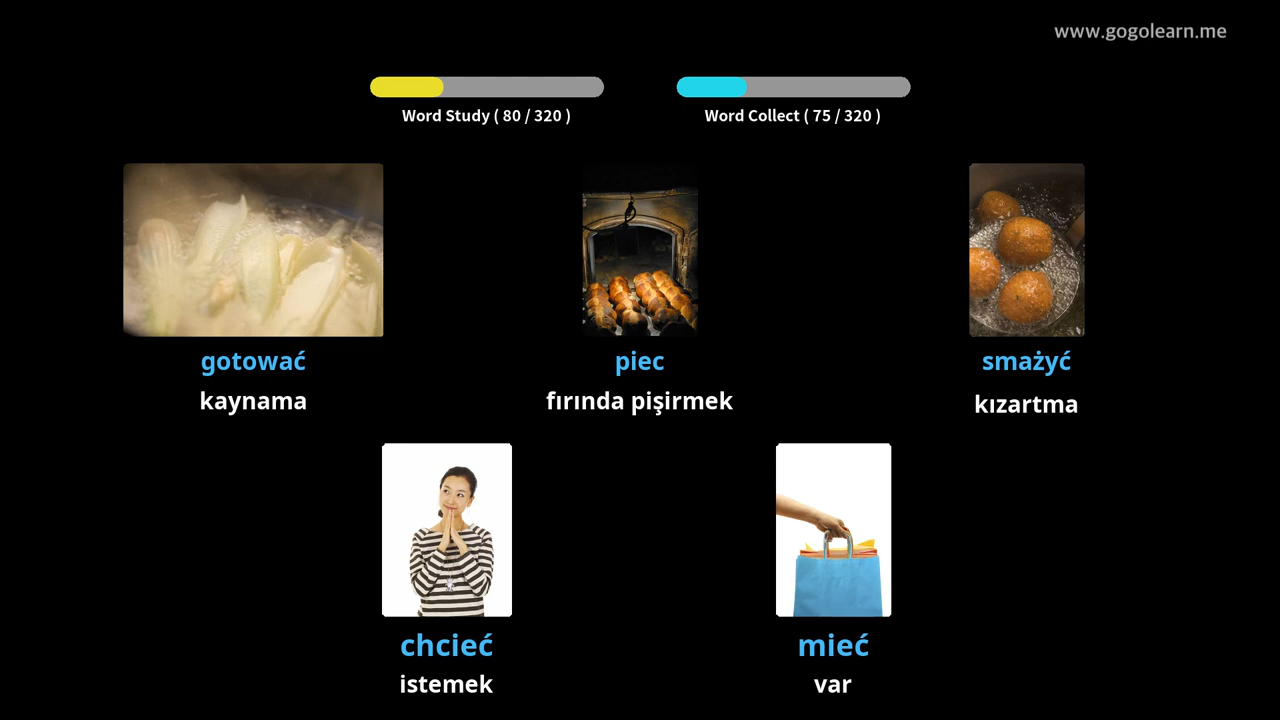 www.gogolearn.me
Word Study ( 80 / 320 )
Word Collect ( 75 / 320 )
gotować
piec
smażyć
kaynama
fırında pişirmek
kızartma
chcieć
mieć
istemek
var